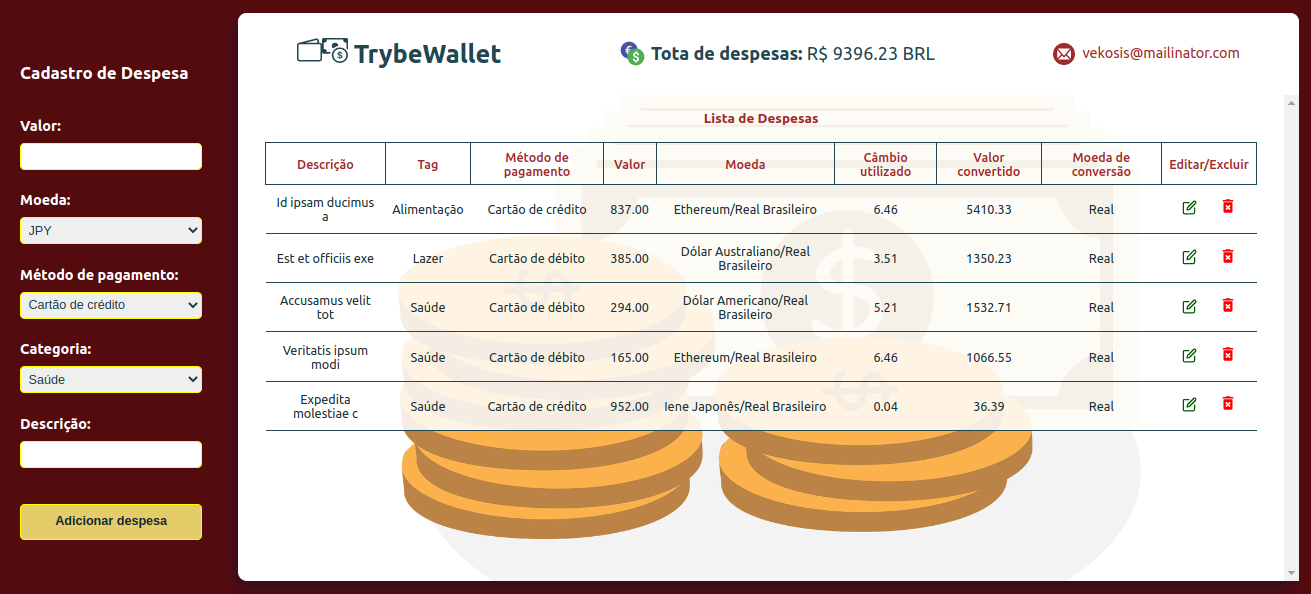 Cadastro de Despesa
Valor:
Moeda:
JPY
Método de pagamento:
Cartão de crédito
Categoria:
Saúde
Descrição:
Adicionar despesa
TrybeWallet
Tota de despesas: R$ 9396.23 BRL
vekosis@mailinator.com
Lista de Despesas
Descrição Tag Método de pagamento Valor Moeda Câmbio utilizado Valor convertido Moeda de conversão Editar/Excluir
Id ipsam ducimus a Alimentação Cartão de crédito 837.00 Ethereum/Real Brasileiro 6.46 5410.33 Real
Est et officiis exe Lazer Cartão de débito 385.00 Dólar Australiano/Real Brasileiro 3.51 1350.23 Real
Accusamus velit tot Saúde Cartão de débito 294.00 Dólar Americano/Real Brasileiro 5.21 1532.71 Real
Veritatis ipsum modi Saúde Cartão de débito 165.00 Ethereum/Real Brasileiro 6.46 1066.55 Real
Expedita molestiae c Saúde Cartão de crédito 952.00 Iene Japonês/Real Brasileiro 0.04 36.39 Real